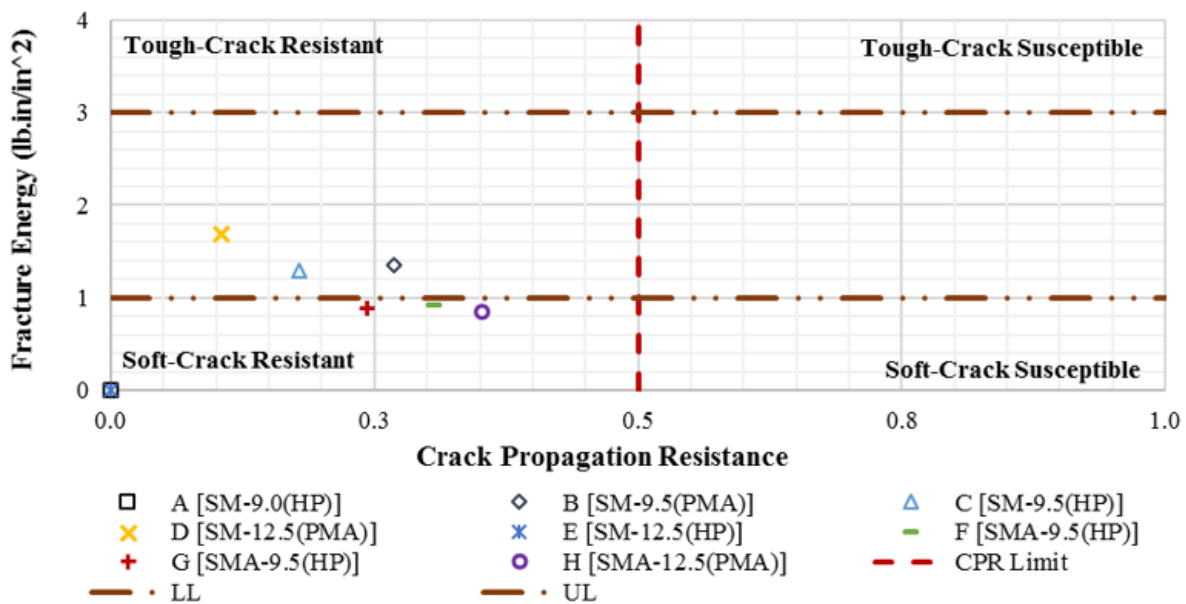 4
Tough-Crack Resistant
Tough-Crack Susceptible
3
2
1
Soft-Crack Resistant
Soft-Crack Susceptible
0
Fracture Energy (lb.in/in^2)
0.0 0.3 0.5 0.8 1.0
Crack Propagation Resistance
A [SM-9.0(HP)] B [SM-9.5(PMA)] C [SM-9.5(HP)]
D [SM-12.5(PMA)] E [SM-12.5(HP)] F [SMA-9.5(HP)]
G [SMA-9.5(HP)] H [SMA-12.5(PMA)] CPR Limit
LL UL